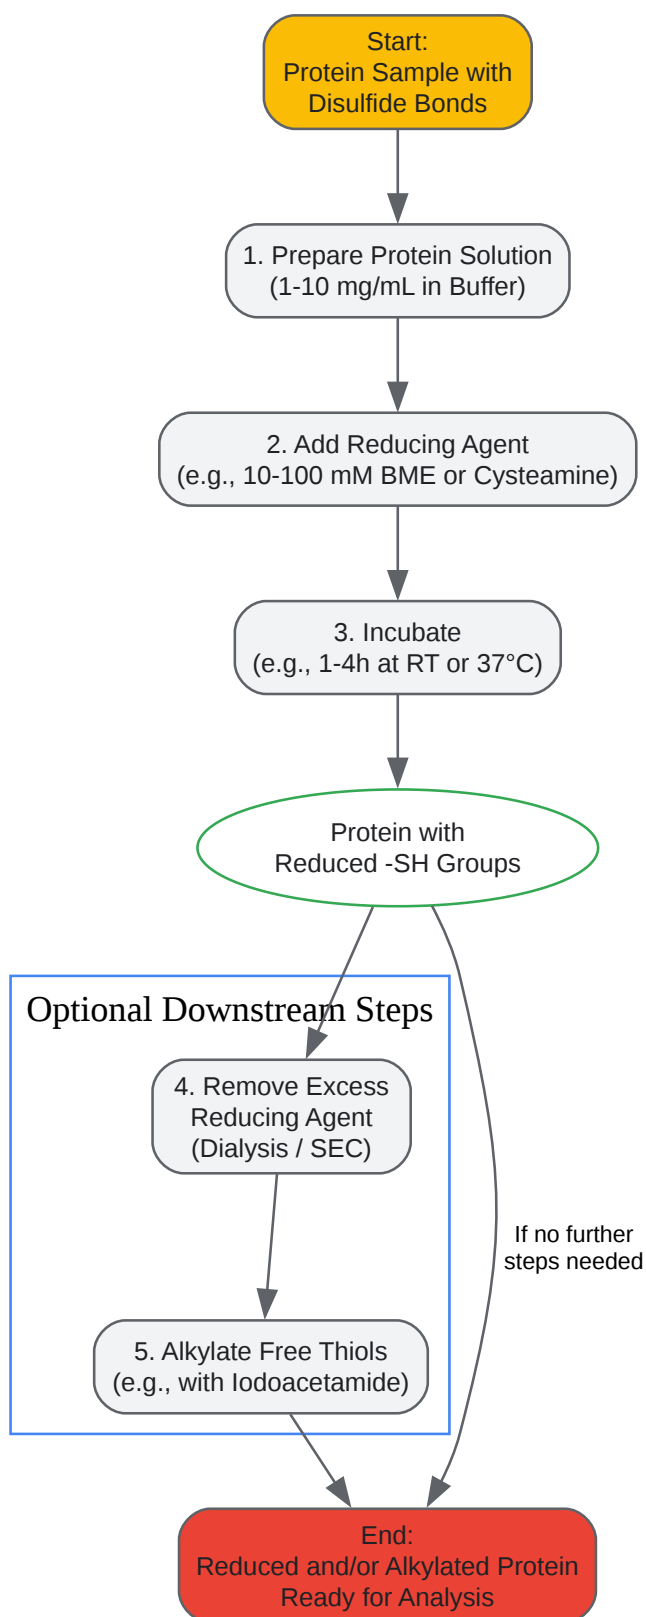 Start:
Protein Sample with
Disulfide Bonds
1. Prepare Protein Solution
(1-10 mg/mL in Buffer)
2. Add Reducing Agent
(e.g., 10-100 mM BME or Cysteamine)
3. Incubate
(e.g., 1-4h at RT or 37°C)
Protein with
Reduced -SH Groups
Optional Downstream Steps
4. Remove Excess
Reducing Agent
(Dialysis / SEC)
If no further
steps needed
5. Alkylate Free Thiols
(e.g., with Iodoacetamide)
End:
Reduced and/or Alkylated Protein
Ready for Analysis